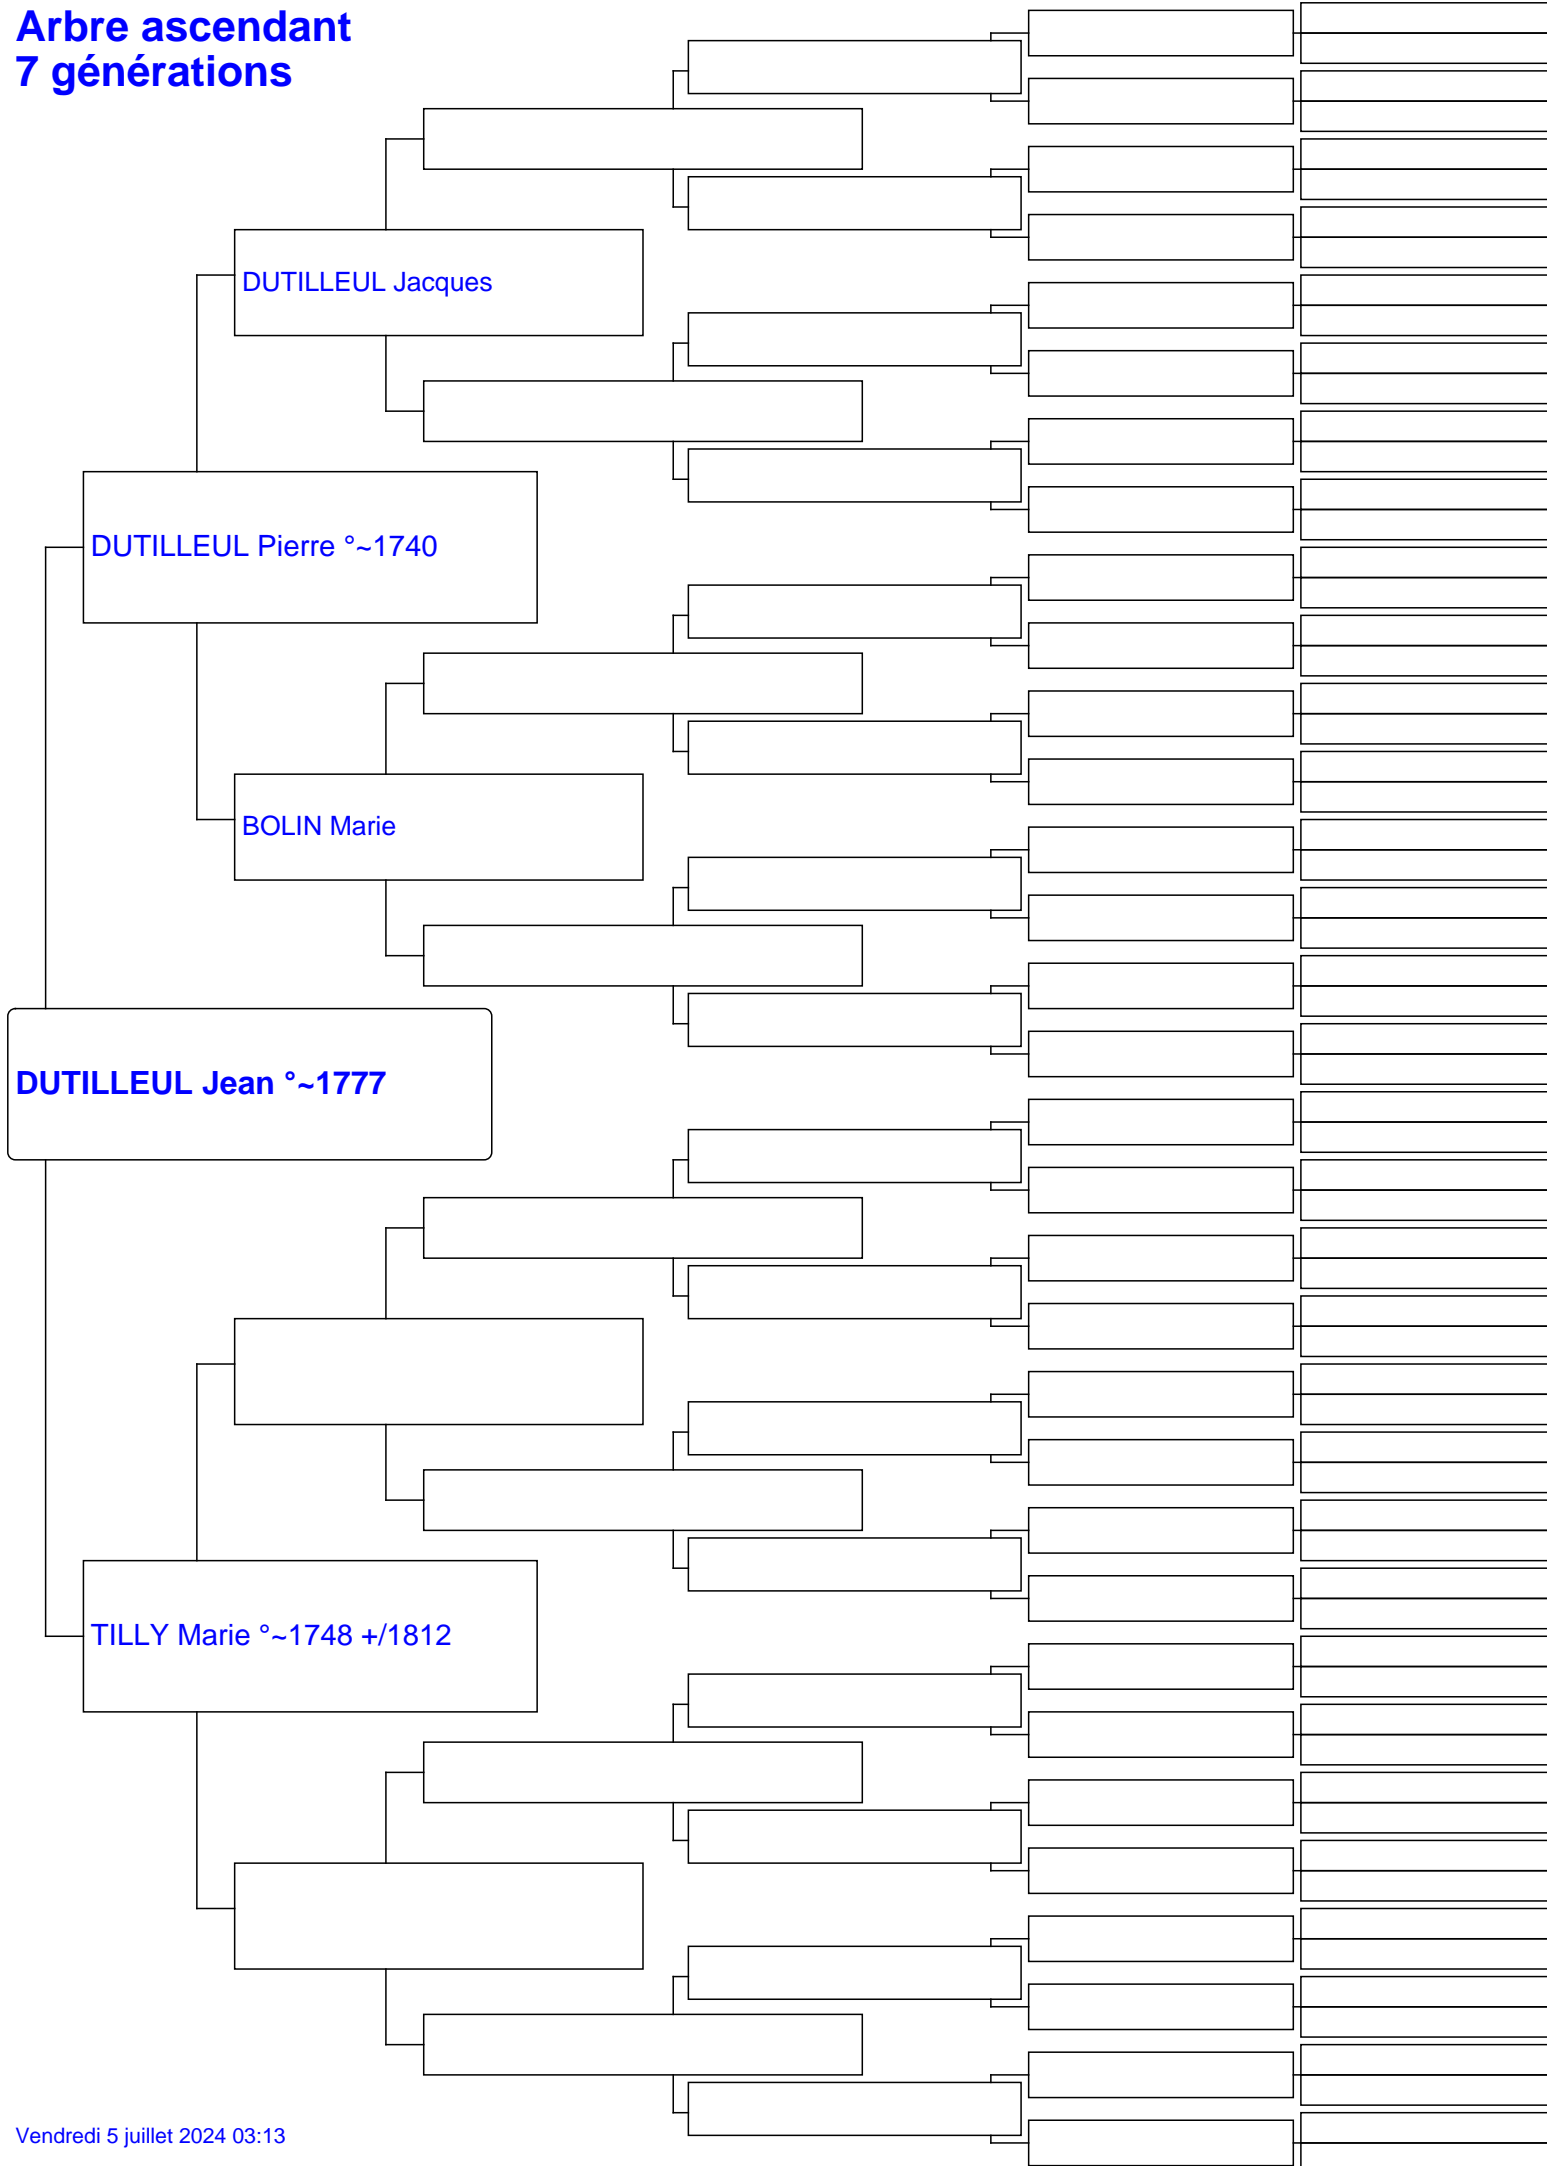 Arbre ascendant
7 générations
DUTILLEUL Jacques
DUTILLEUL Pierre °~1740
BOLIN Marie
DUTILLEUL Jean °~1777
TILLY Marie °~1748 +/1812
Vendredi 5 juillet 2024 03:13